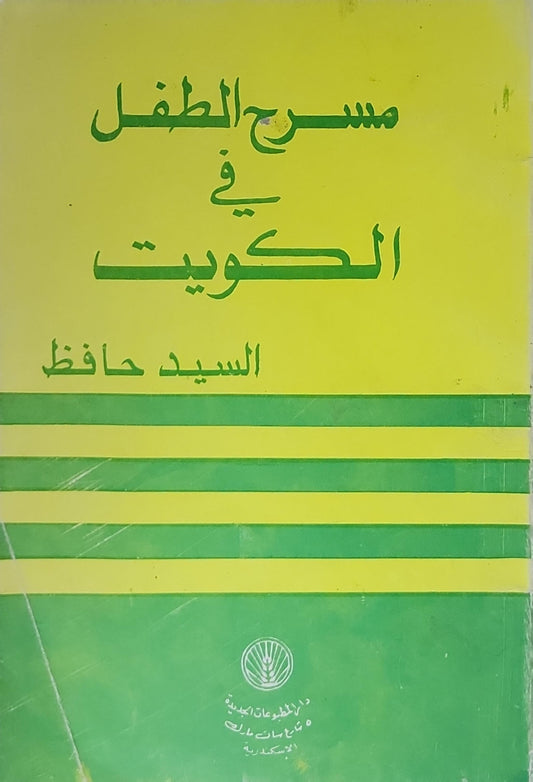 مسرح الطفل
في
الكويت
السيد حافظ
دار المطبوعات الجديدة
٥ شارع سان مارك
الإسكندرية